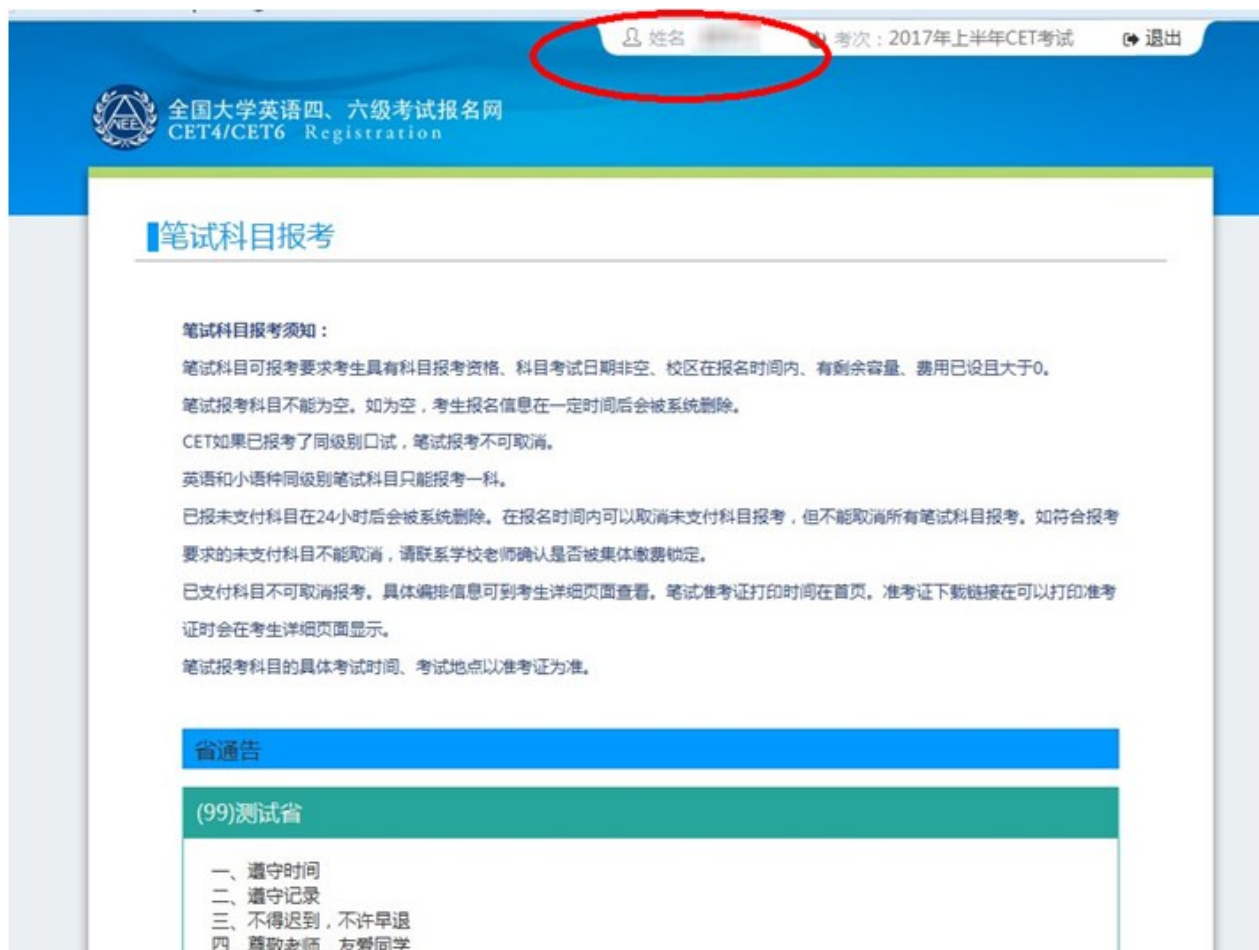 姓名
考次：2017年上半年CET考试
退出
NEE
全国大学英语四、六级考试报名网
CET4/CET6 Registration
笔试科目报考
笔试科目报考须知：
笔试科目可报考要求考生具有科目报考资格、科目考试日期非空、校区在报名时间内、有剩余容量、费用已设且大于0。
笔试报考科目不能为空。如为空，考生报名信息在一定时间后会被系统删除。
CET如果已报考了同级别口试，笔试报考不可取消。
英语和小语种同级别笔试科目只能报考一科。
已报未支付科目在24小时后会被系统删除。在报名时间内可以取消未支付科目报考，但不能取消所有笔试科目报考。如符合报考
要求的未支付科目不能取消，请联系学校老师确认是否被集体缴费锁定。
已支付科目不可取消报考。具体编排信息可到考生详细页面查看。笔试准考证打印时间在首页。准考证下载链接在可以打印准考
证时会在考生详细页面显示。
笔试报考科目的具体考试时间、考试地点以准考证为准。
省通告
(99)测试省
一、遵守时间
二、遵守记录
三、不得迟到，不许早退
四、尊敬老师，友爱同学